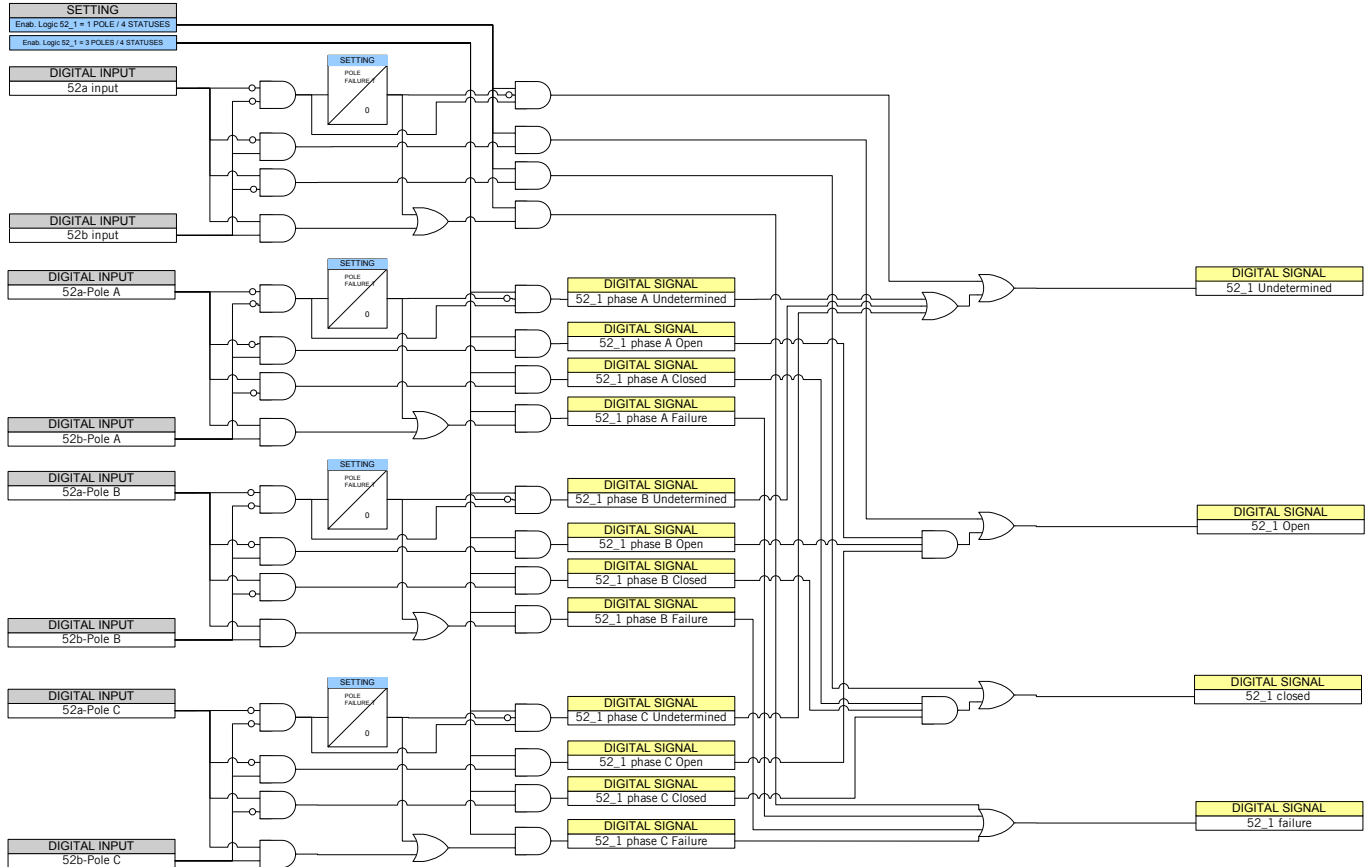 SETTING
Enab. Logic 52_1 = 1 POLE / 4 STATUSES
Enab. Logic 52_1 = 3 POLES / 4 STATUSES
DIGITAL INPUT
52a input
SETTING
POLE
FAILURE T
0
DIGITAL INPUT
52b input
DIGITAL INPUT
52a-Pole A
SETTING
POLE
FAILURE T
0
DIGITAL SIGNAL
52_1 phase A Undetermined
DIGITAL SIGNAL
52_1 Undetermined
DIGITAL SIGNAL
52_1 phase A Open
DIGITAL SIGNAL
52_1 phase A Closed
DIGITAL SIGNAL
52_1 phase A Failure
DIGITAL INPUT
52b-Pole A
DIGITAL INPUT
52a-Pole B
SETTING
POLE
FAILURE T
0
DIGITAL SIGNAL
52_1 phase B Undetermined
DIGITAL SIGNAL
52_1 Open
DIGITAL SIGNAL
52_1 phase B Open
DIGITAL SIGNAL
52_1 phase B Closed
DIGITAL SIGNAL
52_1 phase B Failure
DIGITAL INPUT
52b-Pole B
DIGITAL INPUT
52a-Pole C
SETTING
POLE
FAILURE T
0
DIGITAL SIGNAL
52_1 phase C Undetermined
DIGITAL SIGNAL
52_1 closed
DIGITAL SIGNAL
52_1 phase C Open
DIGITAL SIGNAL
52_1 phase C Closed
DIGITAL SIGNAL
52_1 phase C Failure
DIGITAL SIGNAL
52_1 failure
DIGITAL INPUT
52b-Pole C